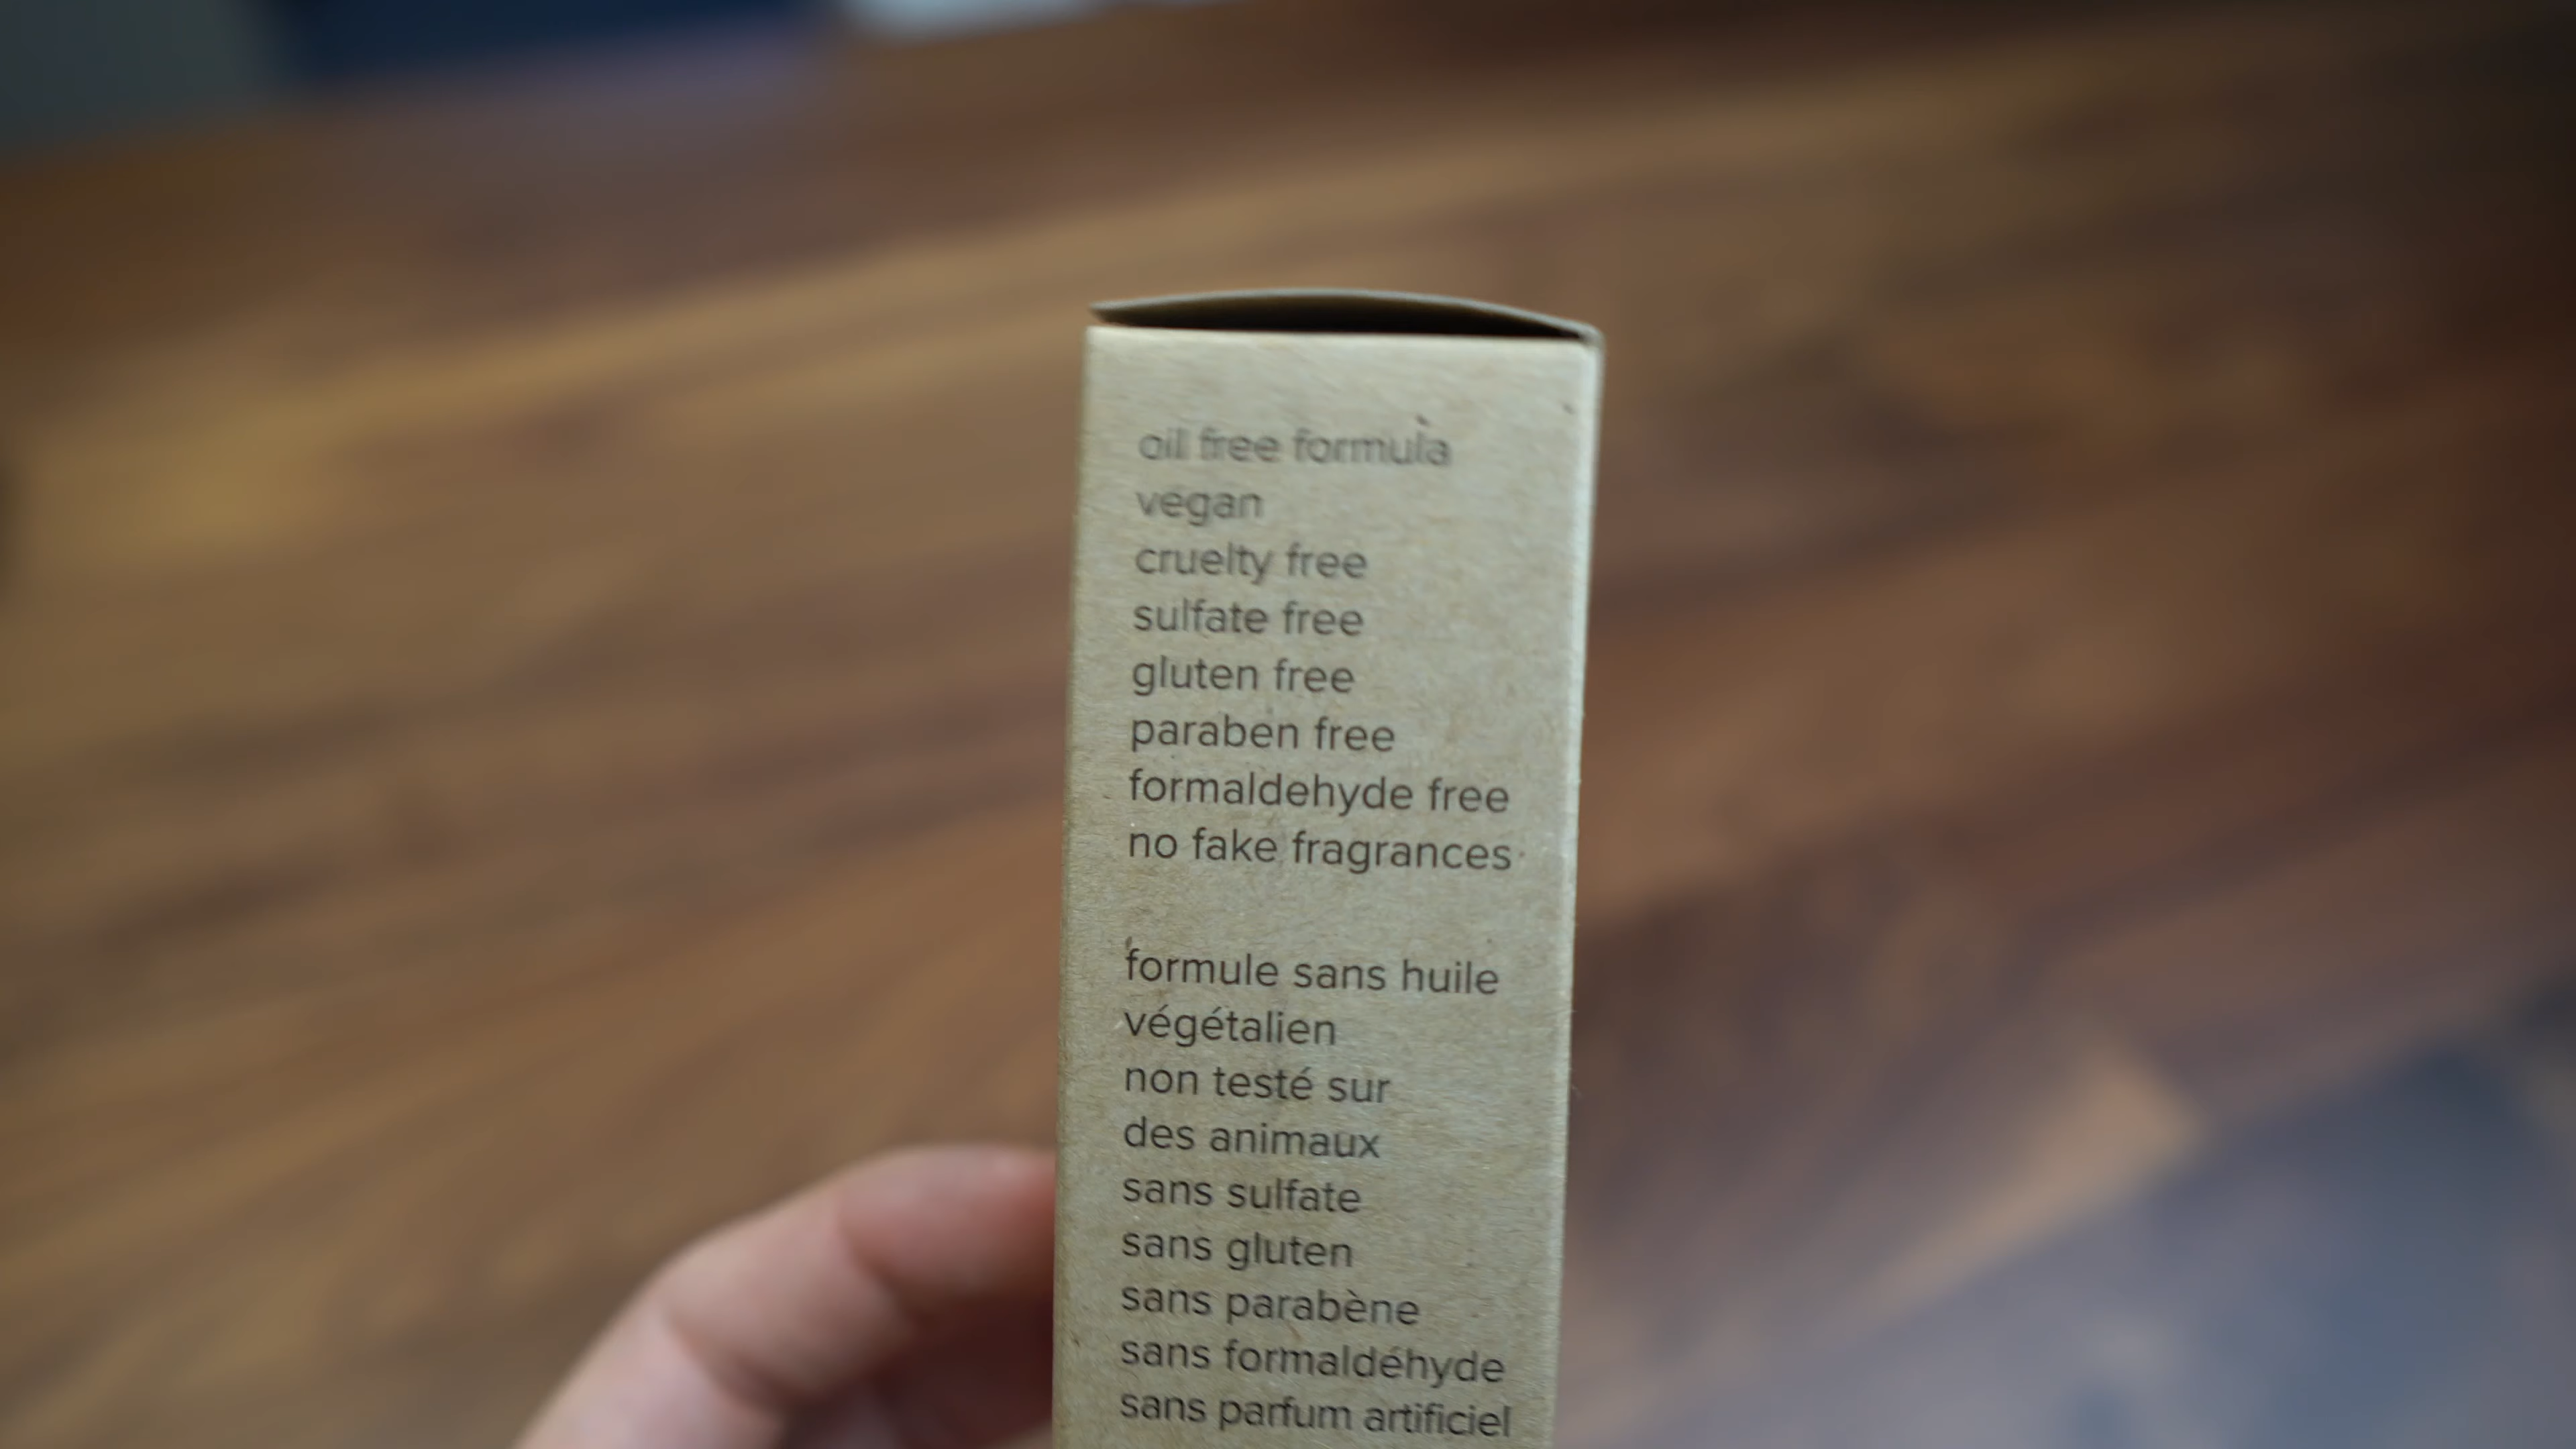 oil free formula
vegan
cruelty free
sulfate free
gluten free
paraben free
formaldehyde free
no fake fragrances
formule sans huile
végétalien
non testé sur
des animaux
sans sulfate
sans gluten
sans parabène
sans formaldéhyde
sans parfum artificiel